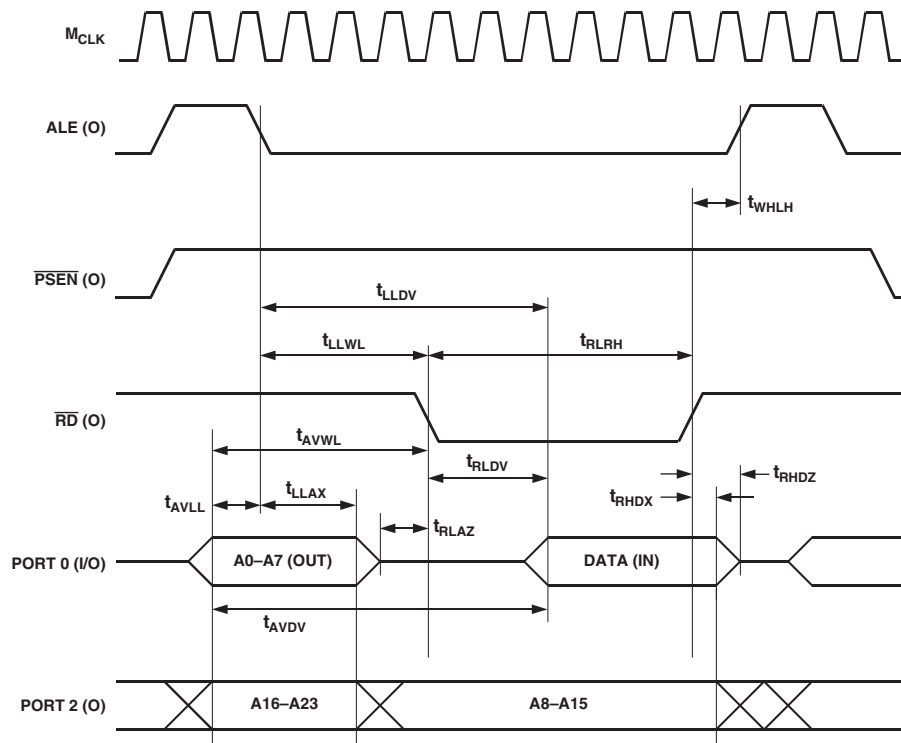 MCLK
ALE (O)
tWHLH
PSEN (O)
tLLDV
tLLWL
tRLRH
RD (O)
tAVWL
tRLDV
tRHDZ
tAVLL
tLLAX
tRHDX
tRLAZ
PORT 0 (I/O)
A0–A7 (OUT)
DATA (IN)
tAVDV
PORT 2 (O)
A16–A23
A8–A15